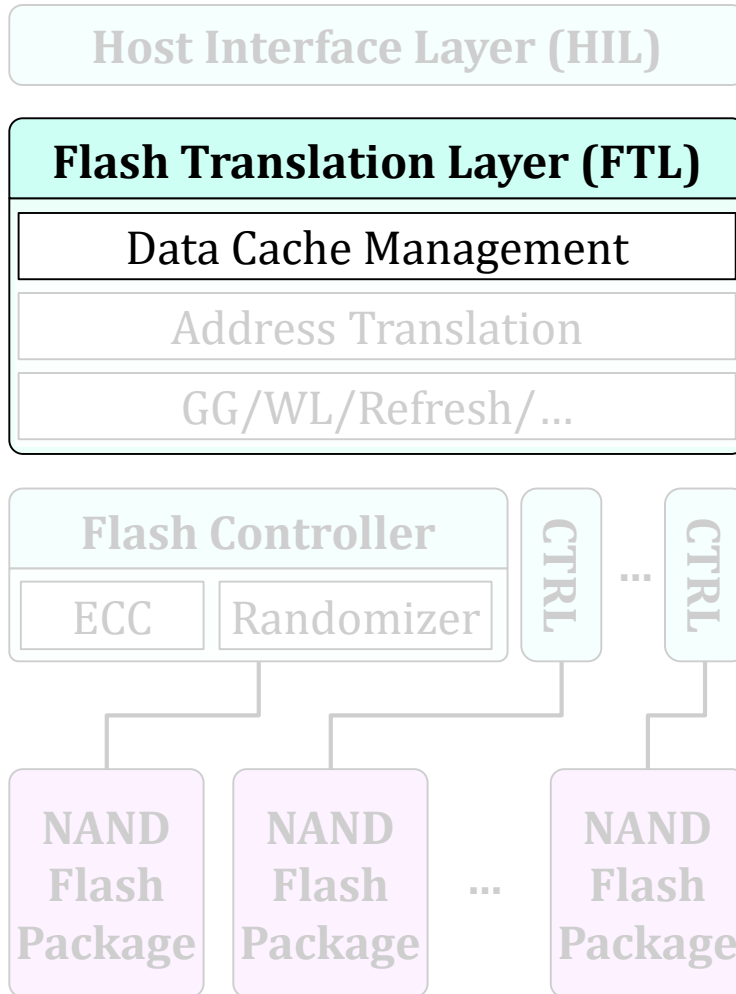 Host Interface Layer (HIL)
Flash Translation Layer (FTL)
Data Cache Management
Address Translation
GG/WL/Refresh/...
Flash Controller
ECC
Randomizer
CTRL
...
CTRL
NAND
Flash
Package
NAND
Flash
Package
...
NAND
Flash
Package